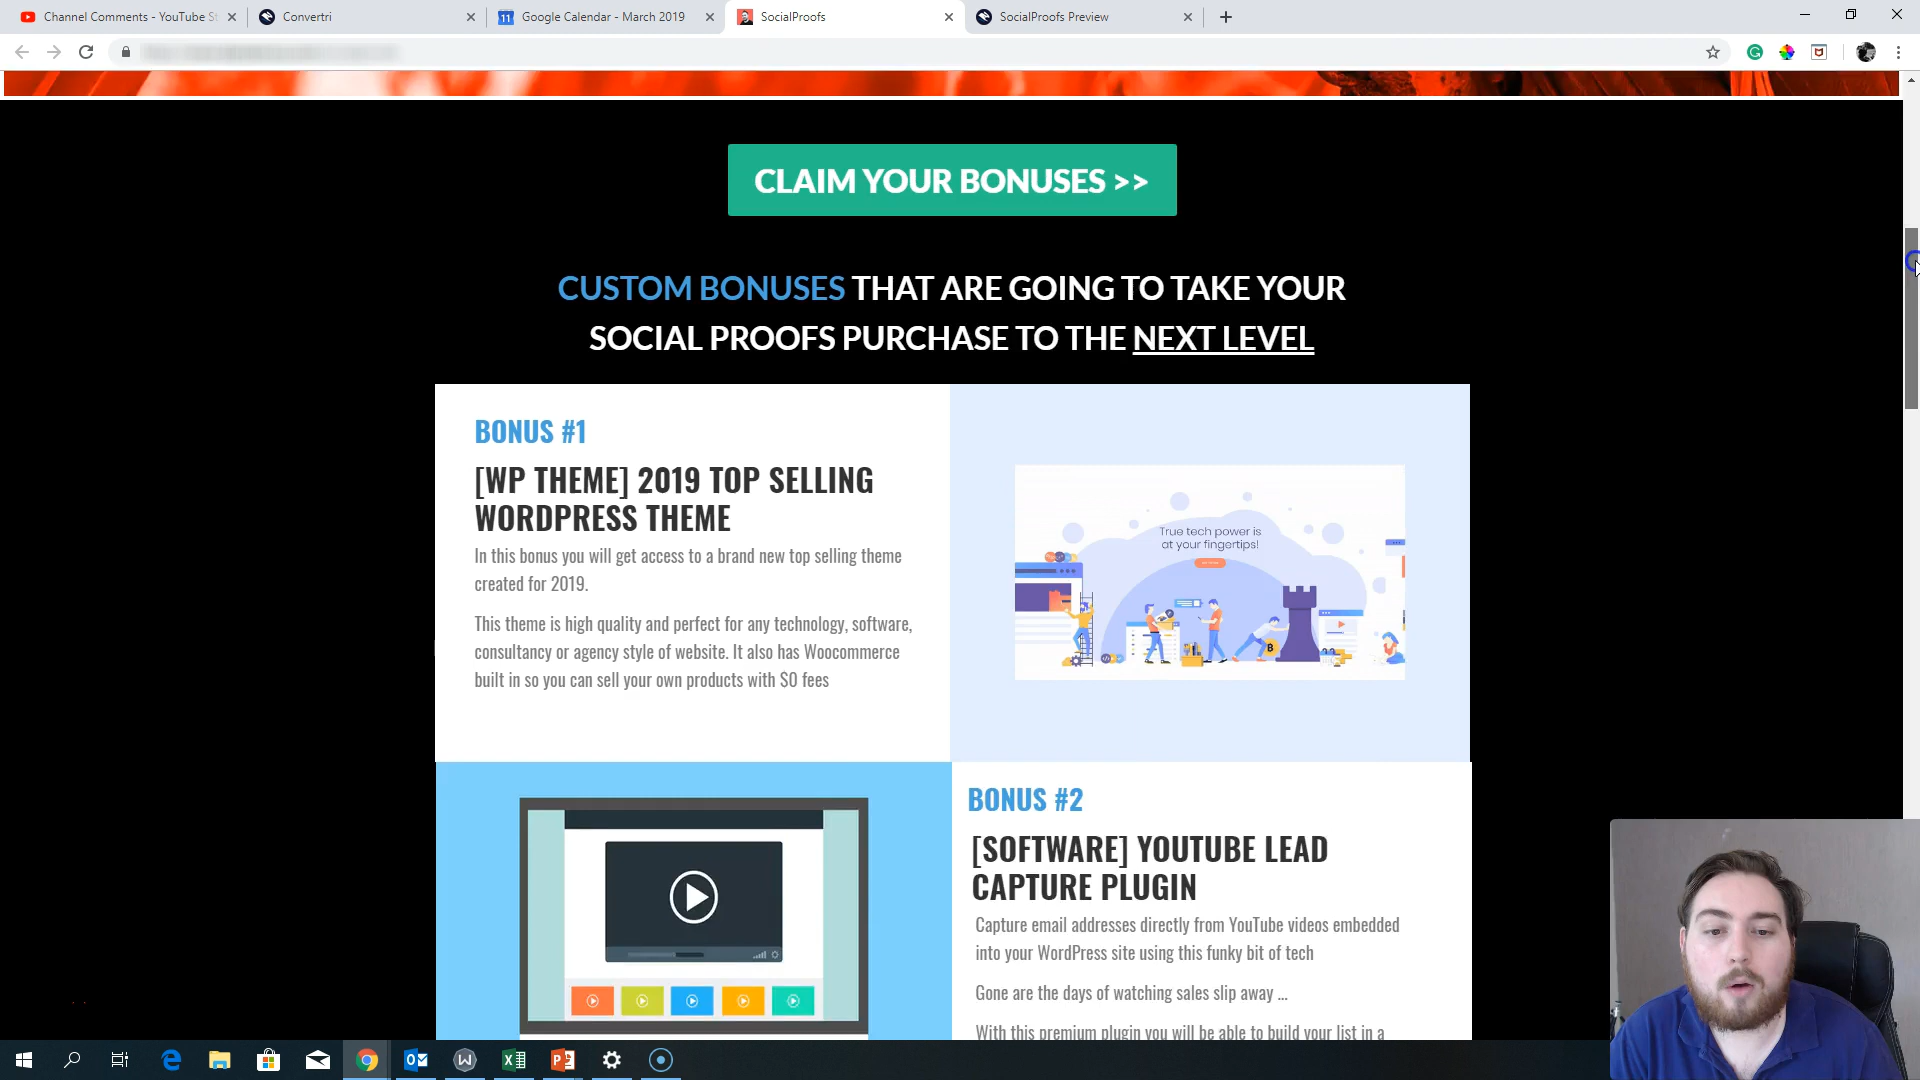 Channel Comments - YouTube St
Convertri
Google Calendar - March 2019
SocialProofs
SocialProofs Preview
CLAIM YOUR BONUSES >>
CUSTOM BONUSES THAT ARE GOING TO TAKE YOUR
SOCIAL PROOFS PURCHASE TO THE NEXT LEVEL
BONUS #1
[WP THEME] 2019 TOP SELLING
WORDPRESS THEME
In this bonus you will get access to a brand new top selling theme
created for 2019.
This theme is high quality and perfect for any technology, software,
consultancy or agency style of website. It also has Woocommerce
built in so you can sell your own products with $0 fees
True tech power is
at your fingertips!
BONUS #2
[SOFTWARE] YOUTUBE LEAD
CAPTURE PLUGIN
Capture email addresses directly from YouTube videos embedded
into your WordPress site using this funky bit of tech
Gone are the days of watching sales slip away ...
With this premium plugin you will be able to build your list in a